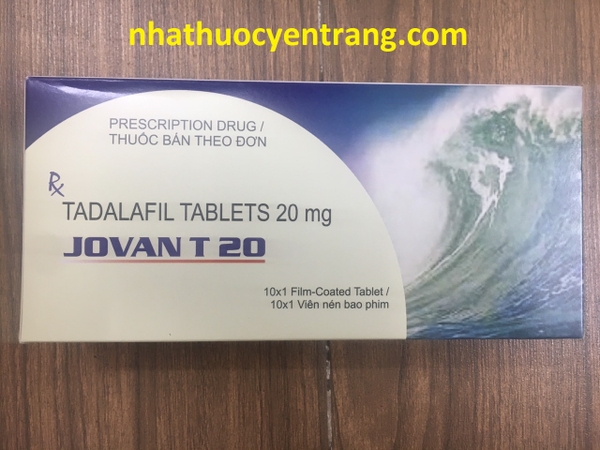 nhathuocyentrang.com
PRESCRIPTION DRUG /
THUỐC BÁN THEO ĐƠN
Rx
TADALAFIL TABLETS 20 mg
JOVAN T 20
10x1 Film-Coated Tablet /
10x1 Viên nén bao phim